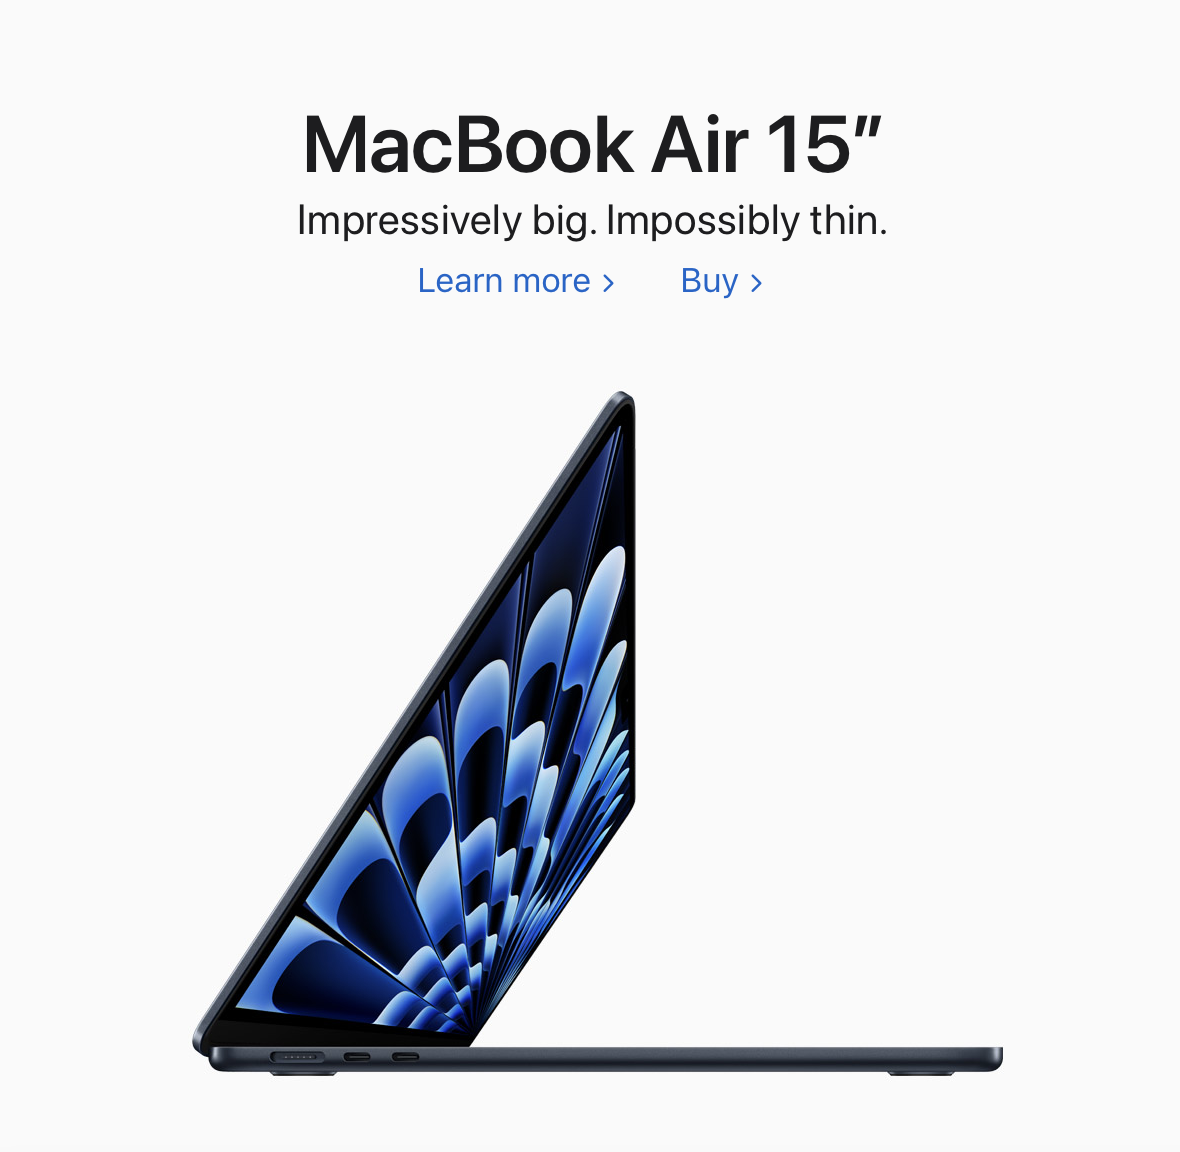 MacBook Air 15″
Impressively big. Impossibly thin.
Learn more >
Buy >